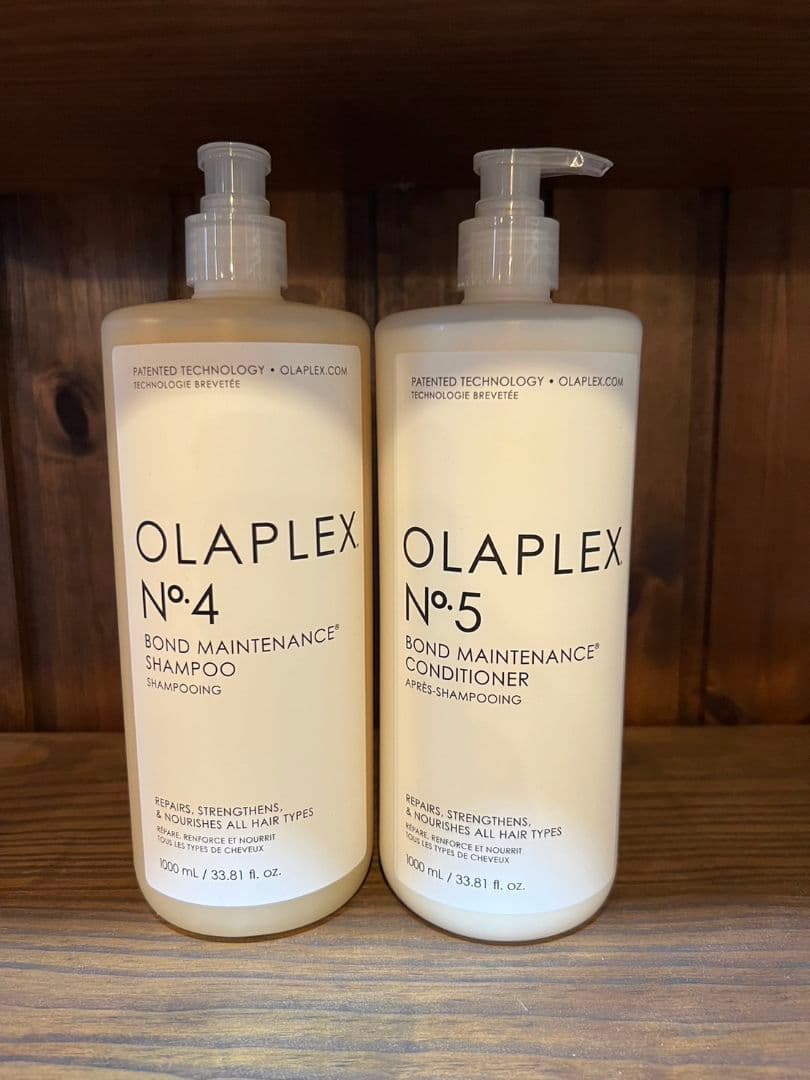 PATENTED TECHNOLOGY • OLAPLEX.COM
TECHNOLOGIE BREVETÉE
OLAPLEX.
Nº.4
BOND MAINTENANCE®
SHAMPOO
SHAMPOOING
REPAIRS, STRENGTHENS,
& NOURISHES ALL HAIR TYPES
RÉPARE, RENFORCE ET NOURRIT
TOUS LES TYPES DE CHEVEUX
1000 mL / 33.81 fl. oz.
PATENTED TECHNOLOGY • OLAPLEX.COM
TECHNOLOGIE BREVETÉE
OLAPLEX.
Nº.5
BOND MAINTENANCE®
CONDITIONER
APRÈS-SHAMPOOING
REPAIRS, STRENGTHENS,
& NOURISHES ALL HAIR TYPES
RÉPARE, RENFORCE ET NOURRIT
TOUS LES TYPES DE CHEVEUX
1000 mL / 33.81 fl. oz.